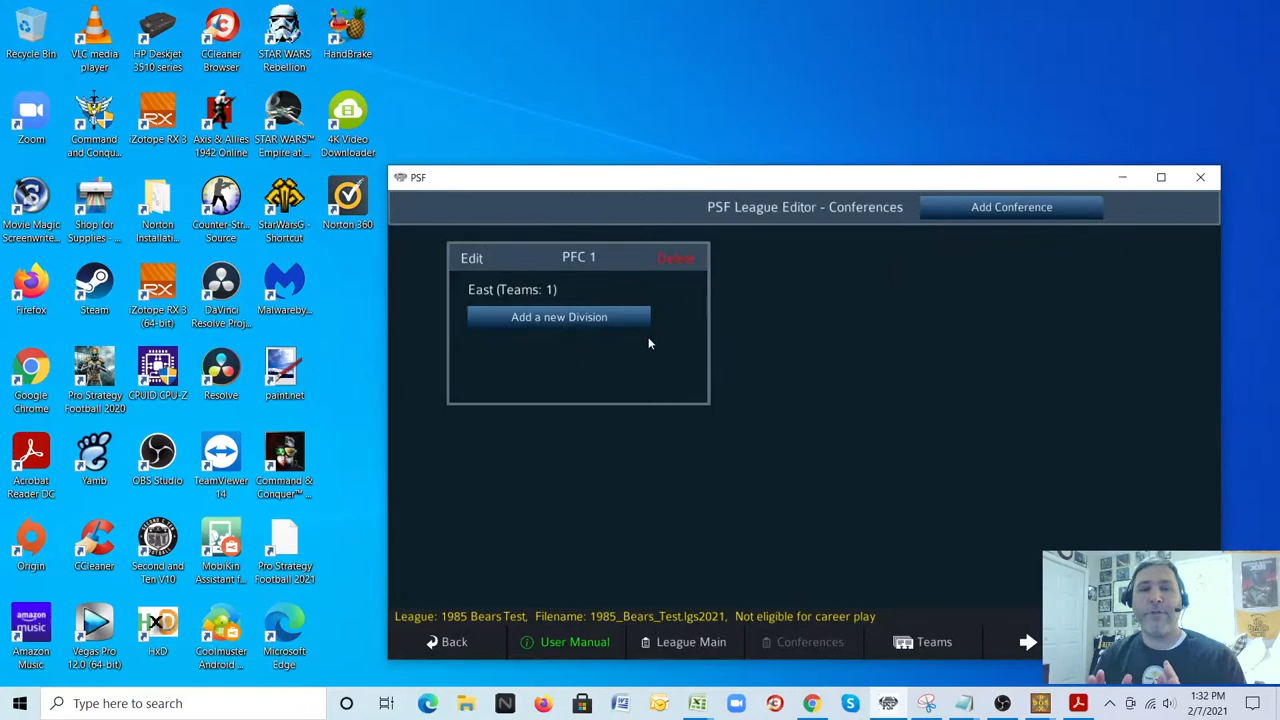 Recycle Bin
VLC media
player
HP Deskjet
3510 series
CCleaner
Browser
STAR WARS
Rebellion
HandBrake
Zoom
Command
and Conqu...
iZotope RX 3
Axis & Allies
1942 Online
STAR WARS™
Empire at ...
4K Video
Downloader
Movie Magic
Screenwrite...
Shop for
Supplies - ...
Norton
Installati...
Counter-Str...
Source
StarWarsG -
Shortcut
Norton 360
Firefox
Steam
iZotope RX 3
(64-bit)
DaVinci
Resolve Proj...
Malwareby...
Google
Chrome
Pro Strategy
Football 2020
CPUID CPU-Z
Resolve
paint.net
Acrobat
Reader DC
Yamb
OBS Studio
TeamViewer
14
Command &
Conquer™ ...
Origin
CCleaner
Second and
Ten V10
MobiKin
Assistant f...
Pro Strategy
Football 2021
Amazon
Music
Vegas Pro
12.0 (64-bit)
HxD
Coolmuster
Android ...
Microsoft
Edge
PSF
PSF League Editor - Conferences
Add Conference
Edit
PFC 1
Delete
East (Teams: 1)
Add a new Division
League: 1985 Bears Test, Filename: 1985_Bears_Test.lgs2021, Not eligible for career play
Back
User Manual
League Main
Conferences
Teams
Type here to search
1:32 PM
2/7/2021